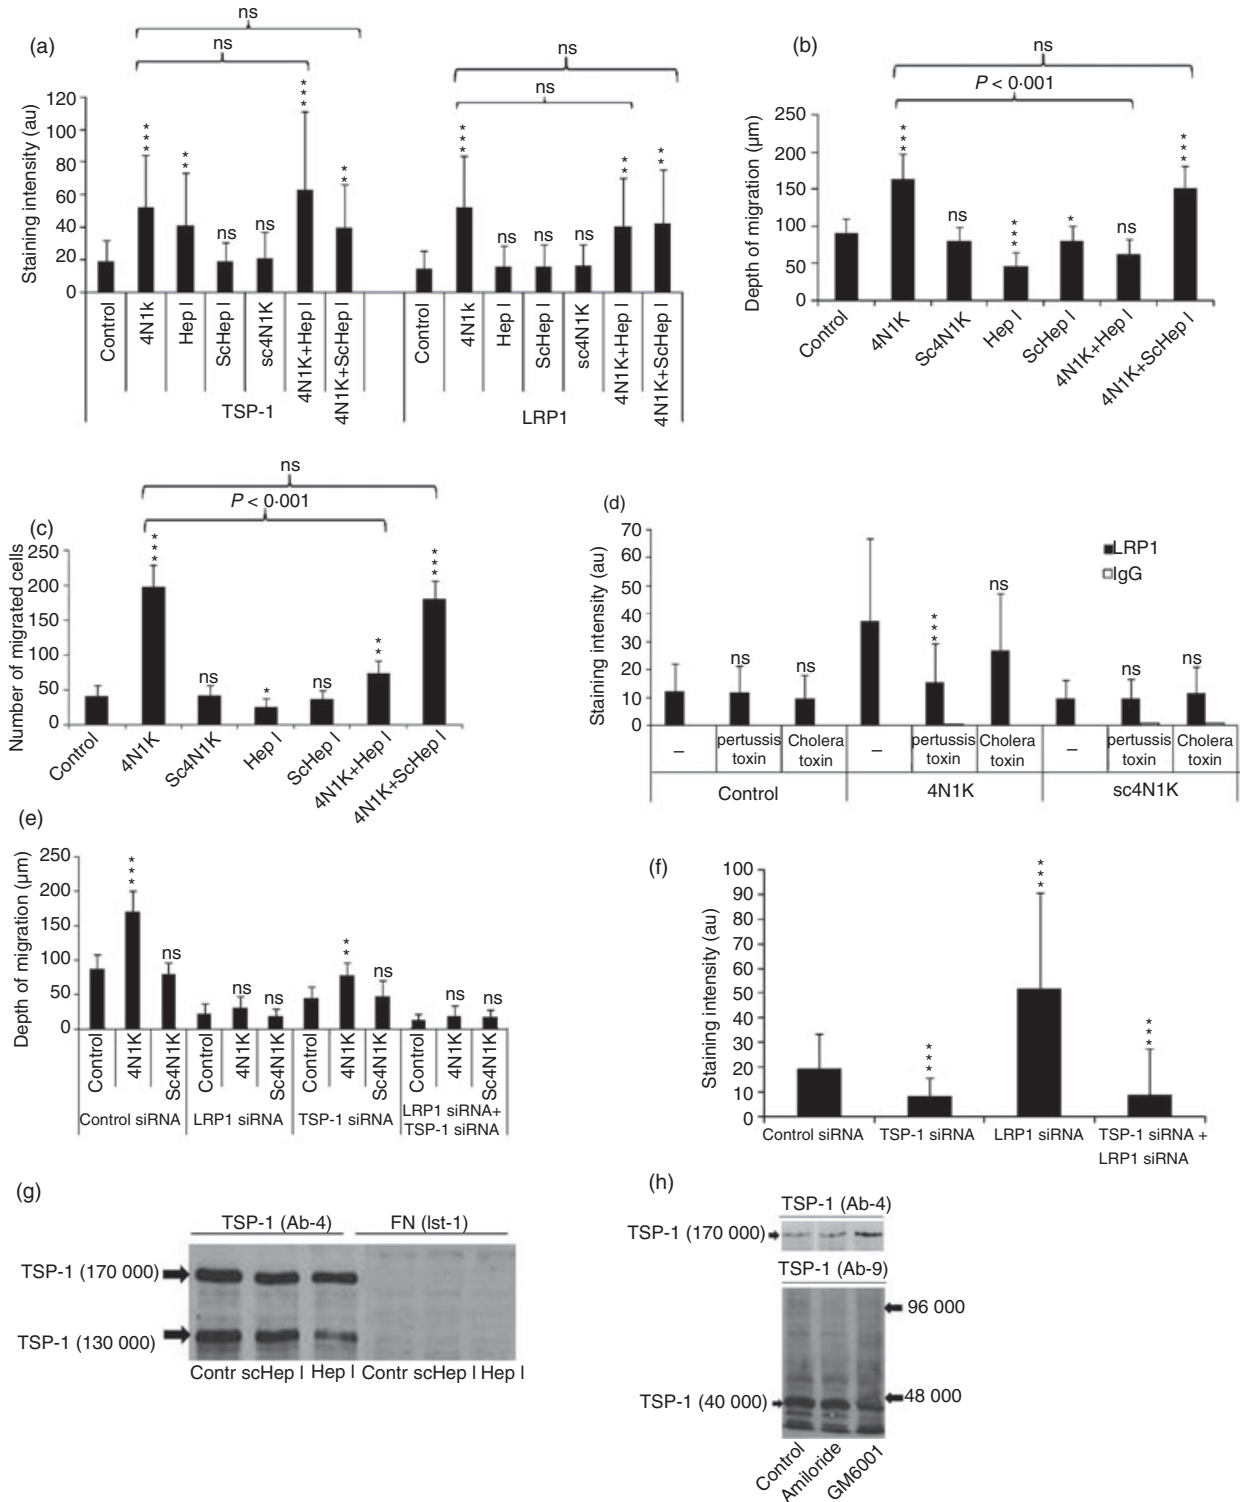 (a)
ns
ns
ns
ns
Staining intensity (au)
120
100
80
60
40
20
0
***
**
ns
ns
***
**
***
ns
ns
ns
**
**
Control
4N1k
Hep I
ScHep I
sc4N1K
4N1K+Hep I
4N1K+ScHep I
Control
4N1k
Hep I
ScHep I
sc4N1K
4N1K+Hep I
4N1K+ScHep I
TSP-1
LRP1
(b)
ns
P < 0·001
Depth of migration (µm)
250
200
150
100
50
0
***
ns
***
*
ns
***
Control
4N1K
Sc4N1K
Hep I
ScHep I
4N1K+Hep I
4N1K+ScHep I
(c)
ns
P < 0·001
Number of migrated cells
250
200
150
100
50
0
***
ns
*
ns
**
***
Control
4N1K
Sc4N1K
Hep I
ScHep I
4N1K+Hep I
4N1K+ScHep I
(d)
Staining intensity (au)
70
60
50
40
30
20
10
0
LRP1
IgG
ns
ns
***
ns
ns
ns
–
pertussis toxin
Cholera toxin
–
pertussis toxin
Cholera toxin
–
pertussis toxin
Cholera toxin
Control
4N1K
sc4N1K
(e)
Depth of migration (µm)
250
200
150
100
50
0
***
ns
ns
ns
**
ns
ns
ns
Control
4N1K
Sc4N1K
Control
4N1K
Sc4N1K
Control
4N1K
Sc4N1K
Control
4N1K
Sc4N1K
Control siRNA
LRP1 siRNA
TSP-1 siRNA
LRP1 siRNA+
TSP-1 siRNA
(f)
Staining intensity (au)
100
90
80
70
60
50
40
30
20
10
0
***
***
***
Control siRNA
TSP-1 siRNA
LRP1 siRNA
TSP-1 siRNA +
LRP1 siRNA
(g)
TSP-1 (Ab-4)
FN (Ist-1)
TSP-1 (170 000)
TSP-1 (130 000)
Contr scHep I Hep I Contr scHep I Hep I
(h)
TSP-1 (Ab-4)
TSP-1 (170 000)
TSP-1 (Ab-9)
96 000
48 000
TSP-1 (40 000)
Control
Amiloride
GM6001